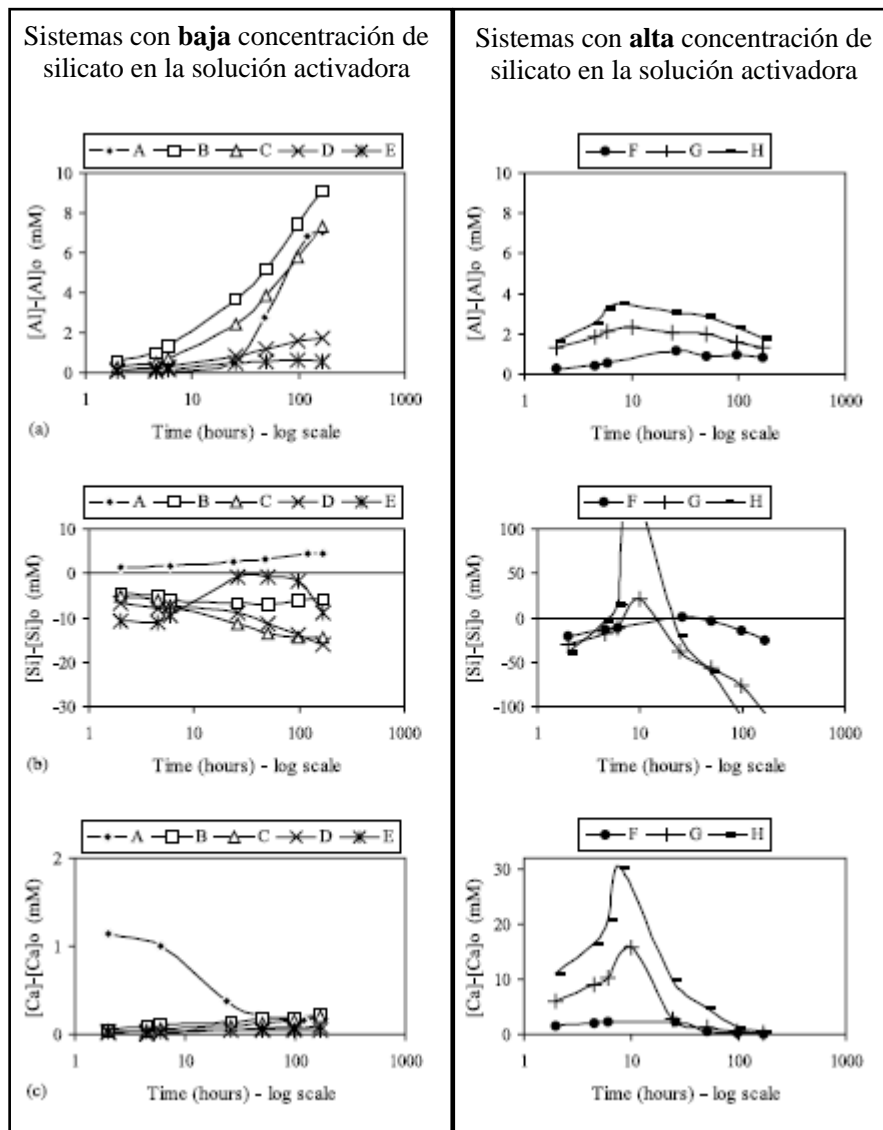 Sistemas con baja concentración de
silicato en la solución activadora
A B C D E
[Al]-[Al]o (mM)
10
8
6
4
2
0
1 10 100 1000
(a)
Time (hours) - log scale
A B C D E
[Si]-[Si]o (mM)
10
0
-10
-20
-30
1 10 100 1000
(b)
Time (hours) - log scale
A B C D E
[Ca]-[Ca]o (mM)
2
1
0
1 10 100 1000
(c)
Time (hours) - log scale
Sistemas con alta concentración de
silicato en la solución activadora
F G H
[Al]-[Al]o (mM)
10
8
6
4
2
0
1 10 100 1000
Time (hours) - log scale
F G H
[Si]-[Si]o (mM)
100
50
0
-50
-100
1 10 100 1000
Time (hours) - log scale
F G H
[Ca]-[Ca]o (mM)
30
20
10
0
1 10 100 1000
Time (hours) - log scale